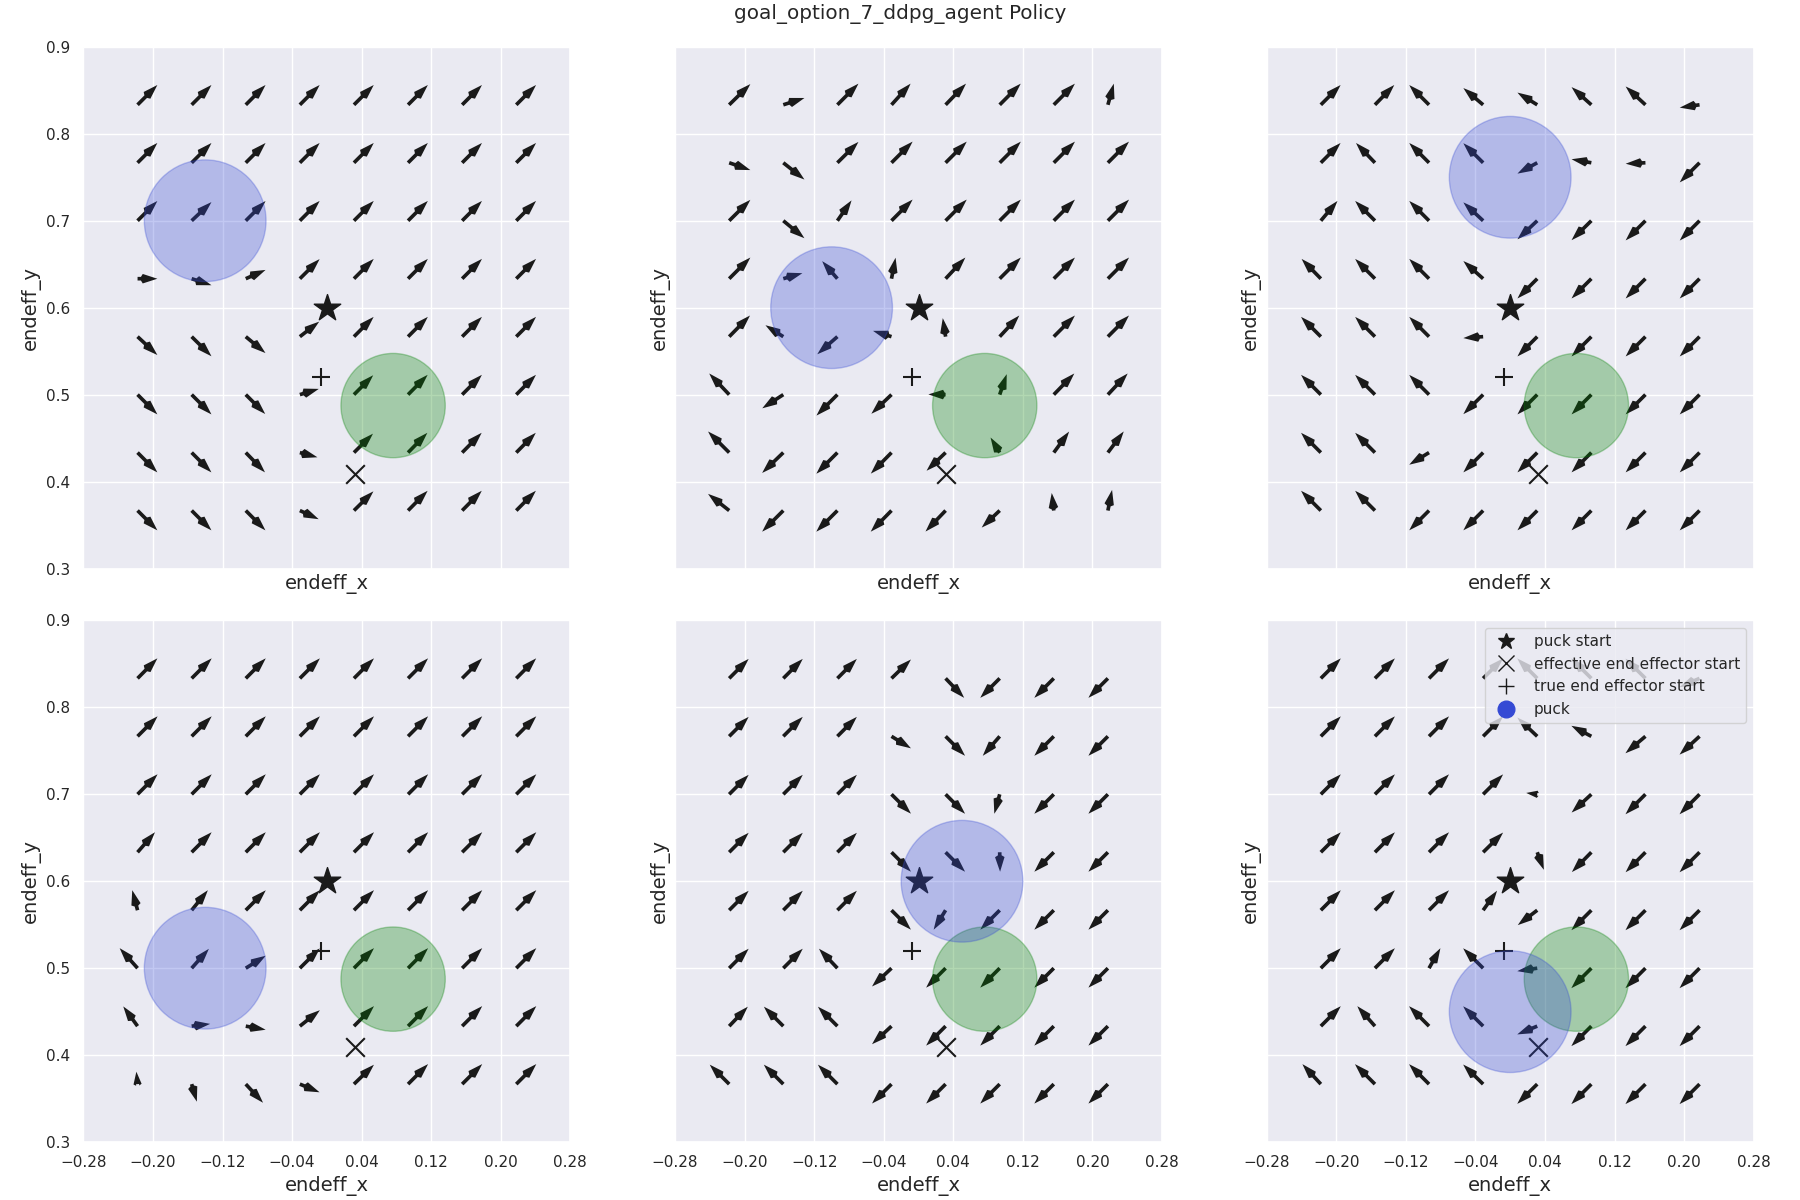 goal_option_7_ddpg_agent Policy
0.9
0.8
0.7
0.6
0.5
0.4
0.3
endeff_y
endeff_x
endeff_y
endeff_x
endeff_y
endeff_x
0.9
0.8
0.7
0.6
0.5
0.4
0.3
endeff_y
−0.28 −0.20 −0.12 −0.04 0.04 0.12 0.20 0.28
endeff_x
endeff_y
−0.28 −0.20 −0.12 −0.04 0.04 0.12 0.20 0.28
endeff_x
endeff_y
puck start
effective end effector start
true end effector start
puck
−0.28 −0.20 −0.12 −0.04 0.04 0.12 0.20 0.28
endeff_x